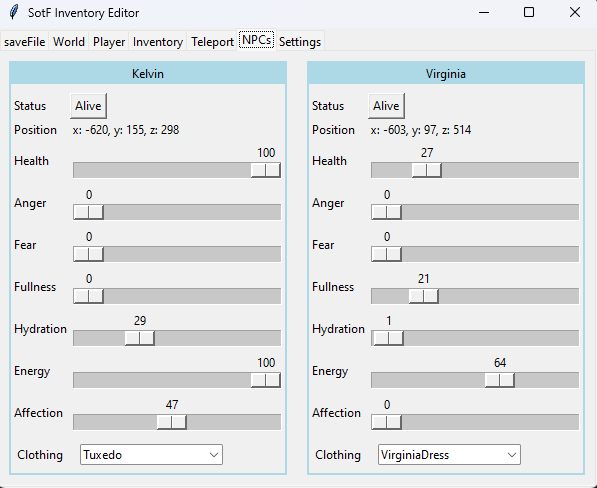 SotF Inventory Editor
saveFile World Player Inventory Teleport NPCs Settings
Kelvin
Status Alive
Position x: -620, y: 155, z: 298
Health 100
Anger 0
Fear 0
Fullness 0
Hydration 29
Energy 100
Affection 47
Clothing Tuxedo
Virginia
Status Alive
Position x: -603, y: 97, z: 514
Health 27
Anger 0
Fear 0
Fullness 21
Hydration 1
Energy 64
Affection 0
Clothing VirginiaDress